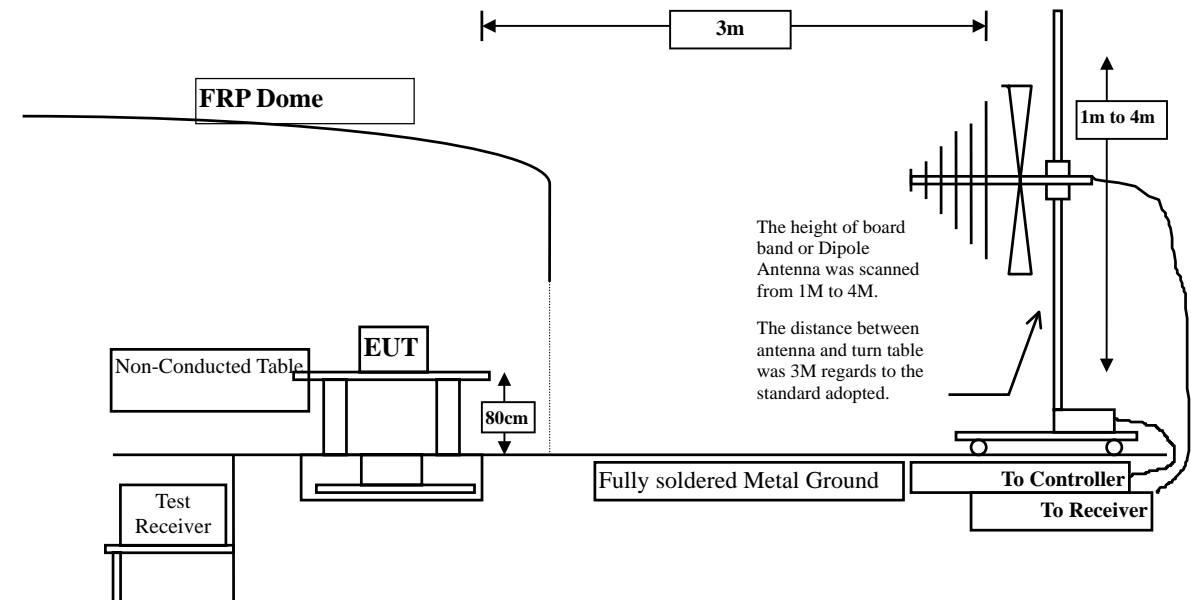 3m
FRP Dome
1m to 4m
The height of board
band or Dipole
Antenna was scanned
from 1M to 4M.
The distance between
antenna and turn table
was 3M regards to the
standard adopted.
EUT
Non-Conducted Table
80cm
Fully soldered Metal Ground
To Controller
To Receiver
Test
Receiver